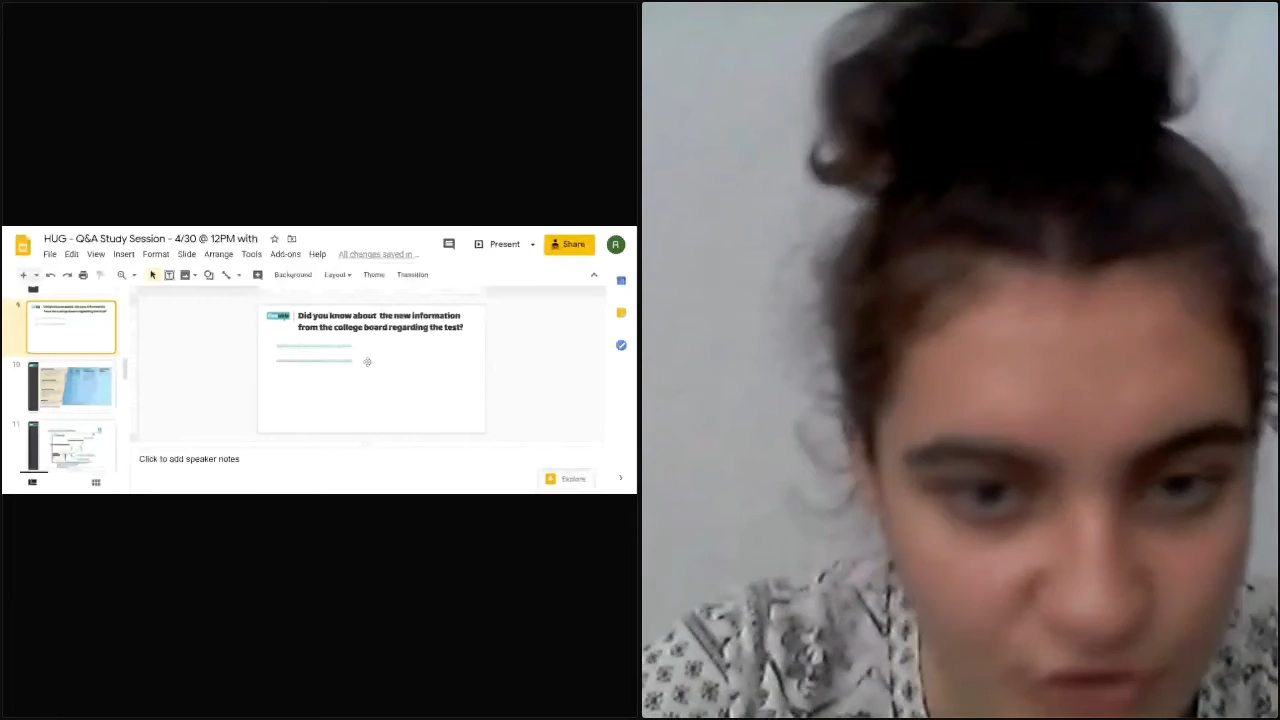 HUG - Q&A Study Session - 4/30 @ 12PM with
File Edit View Insert Format Slide Arrange Tools Add-ons Help All changes saved in ...
Present
Share
Background Layout Theme Transition
Did you know about the new information
from the college board regarding the test?
10
11
Click to add speaker notes
Explore